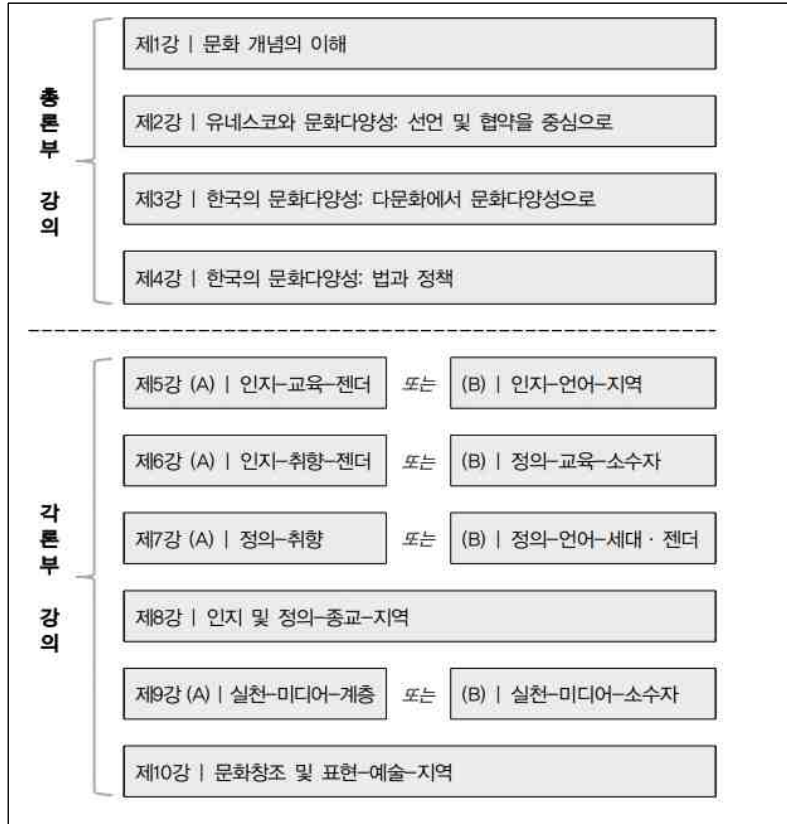 총론부 강의
제1강 | 문화 개념의 이해
제2강 | 유네스코와 문화다양성: 선언 및 협약을 중심으로
제3강 | 한국의 문화다양성: 다문화에서 문화다양성으로
제4강 | 한국의 문화다양성: 법과 정책
각론부 강의
제5강 (A) | 인지-교육-젠더 또는 (B) | 인지-언어-지역
제6강 (A) | 인지-취향-젠더 또는 (B) | 정의-교육-소수자
제7강 (A) | 정의-취향 또는 (B) | 정의-언어-세대 · 젠더
제8강 | 인지 및 정의-종교-지역
제9강 (A) | 실천-미디어-계층 또는 (B) | 실천-미디어-소수자
제10강 | 문화창조 및 표현-예술-지역